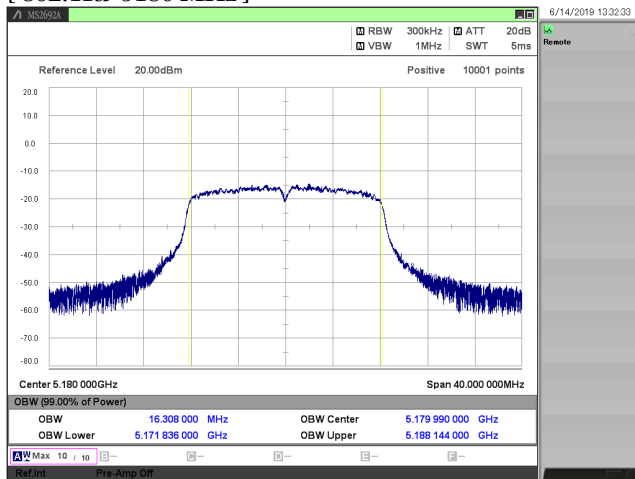 [ 802.11a 5180 MHz ]
MS2692A
6/14/2019 13:32:33
RBW 300kHz ATT 20dB
VBW 1MHz SWT 5ms
Remote
Reference Level 20.00dBm Positive 10001 points
20.0
10.0
0.0
-10.0
-20.0
-30.0
-40.0
-50.0
-60.0
-70.0
-80.0
Center 5.180 000GHz Span 40.000 000MHz
OBW (99.00% of Power)
OBW 16.308 000 MHz OBW Center 5.179 990 000 GHz
OBW Lower 5.171 836 000 GHz OBW Upper 5.188 144 000 GHz
A W Max 10 / 10 B-- C-- D-- E-- F--
Ref.Int Pre-Amp Off